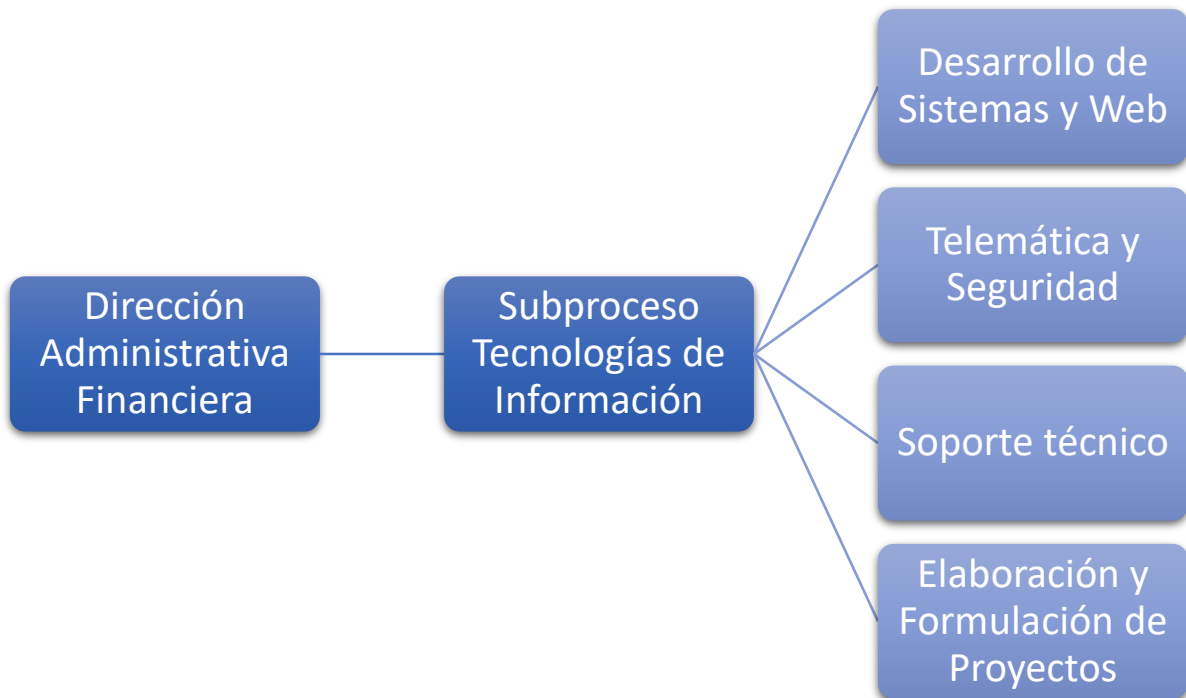 Dirección
Administrativa
Financiera
Subproceso
Tecnologías de
Información
Desarrollo de
Sistemas y Web
Telemática y
Seguridad
Soporte técnico
Elaboración y
Formulación de
Proyectos